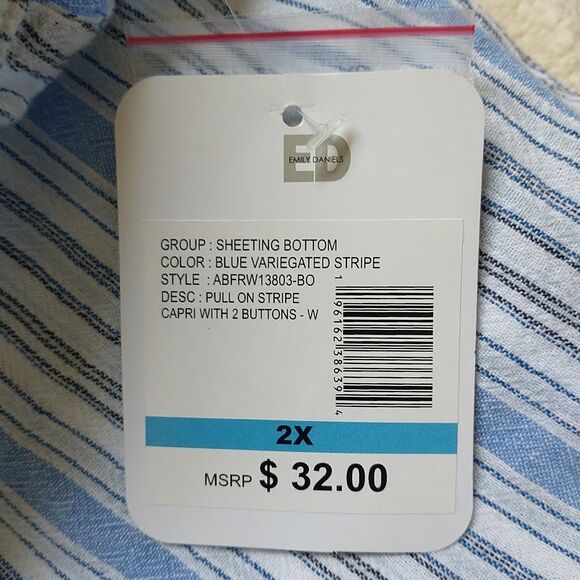 ED
EMILY DANIELS
GROUP : SHEETING BOTTOM
COLOR : BLUE VARIEGATED STRIPE
STYLE : ABFRW13803-BO
DESC : PULL ON STRIPE
CAPRI WITH 2 BUTTONS - W
1 96162 38639 4
2X
MSRP $ 32.00